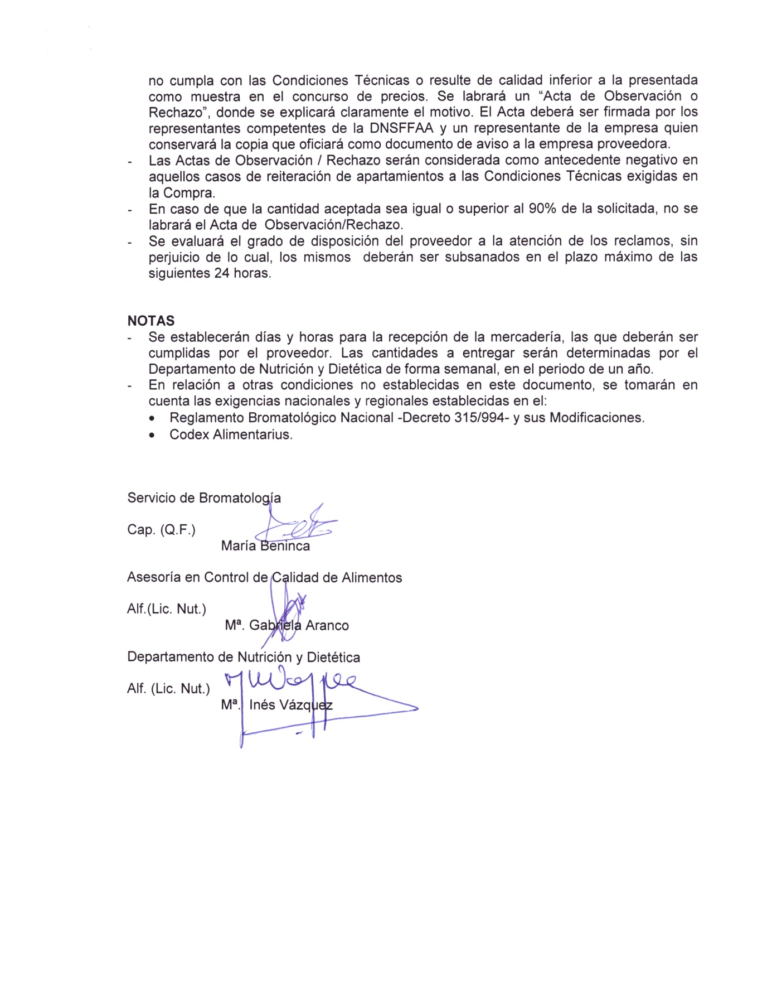 no cumpla con las Condiciones Técnicas o resulte de calidad inferior a la presentada
como muestra en el concurso de precios. Se labrará un “Acta de Observación o
Rechazo”, donde se explicará claramente el motivo. El Acta deberá ser firmada por los
representantes competentes de la DNSFFAA y un representante de la empresa quien
conservará la copia que oficiará como documento de aviso a la empresa proveedora.
- Las Actas de Observación / Rechazo serán considerada como antecedente negativo en
aquellos casos de reiteración de apartamientos a las Condiciones Técnicas exigidas en
la Compra.
- En caso de que la cantidad aceptada sea igual o superior al 90% de la solicitada, no se
labrará el Acta de Observación/Rechazo.
- Se evaluará el grado de disposición del proveedor a la atención de los reclamos, sin
perjuicio de lo cual, los mismos deberán ser subsanados en el plazo máximo de las
siguientes 24 horas.
NOTAS
- Se establecerán días y horas para la recepción de la mercadería, las que deberán ser
cumplidas por el proveedor. Las cantidades a entregar serán determinadas por el
Departamento de Nutrición y Dietética de forma semanal, en el periodo de un año.
- En relación a otras condiciones no establecidas en este documento, se tomarán en
cuenta las exigencias nacionales y regionales establecidas en el:
• Reglamento Bromatológico Nacional -Decreto 315/994- y sus Modificaciones.
• Codex Alimentarius.
Servicio de Bromatología
Cap. (Q.F.)
María Beninca
Asesoría en Control de Calidad de Alimentos
Alf.(Lic. Nut.)
Mª. Gabriela Aranco
Departamento de Nutrición y Dietética
Alf. (Lic. Nut.)
Mª. Inés Vázquez